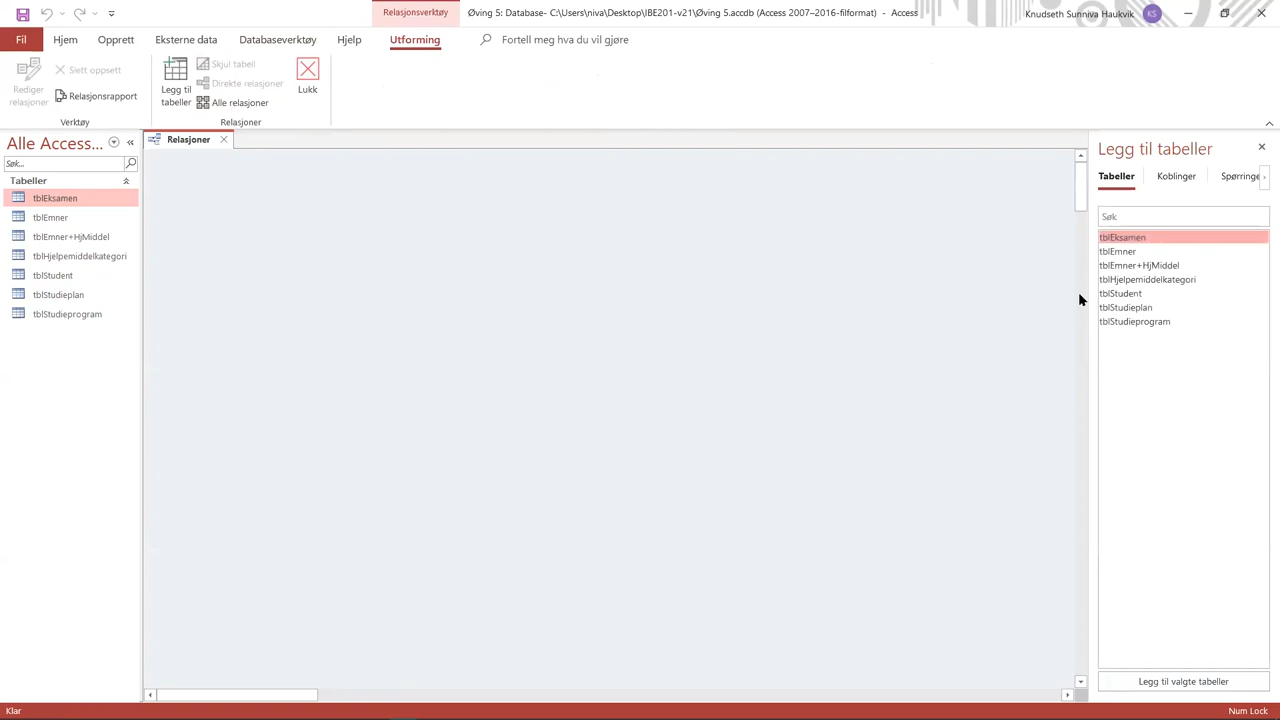 Relasjonsverktøy
Øving 5: Database- C:\Users\niva\Desktop\IBE201-v21\Øving 5.accdb (Access 2007–2016-filformat) - Access
Knudseth Sunniva Haukvik KS
Fil Hjem Opprett Eksterne data Databaseverktøy Hjelp Utforming Fortell meg hva du vil gjøre
Rediger relasjoner
Slett oppsett
Relasjonsrapport
Verktøy
Legg til tabeller
Skjul tabell
Direkte relasjoner
Alle relasjoner
Lukk
Relasjoner
Alle Access...
Søk...
Tabeller
tblEksamen
tblEmner
tblEmner+HjMiddel
tblHjelpemiddelkategori
tblStudent
tblStudieplan
tblStudieprogram
Relasjoner
Legg til tabeller
Tabeller Koblinger Spørringe
Søk
tblEksamen
tblEmner
tblEmner+HjMiddel
tblHjelpemiddelkategori
tblStudent
tblStudieplan
tblStudieprogram
Legg til valgte tabeller
Klar
Num Lock